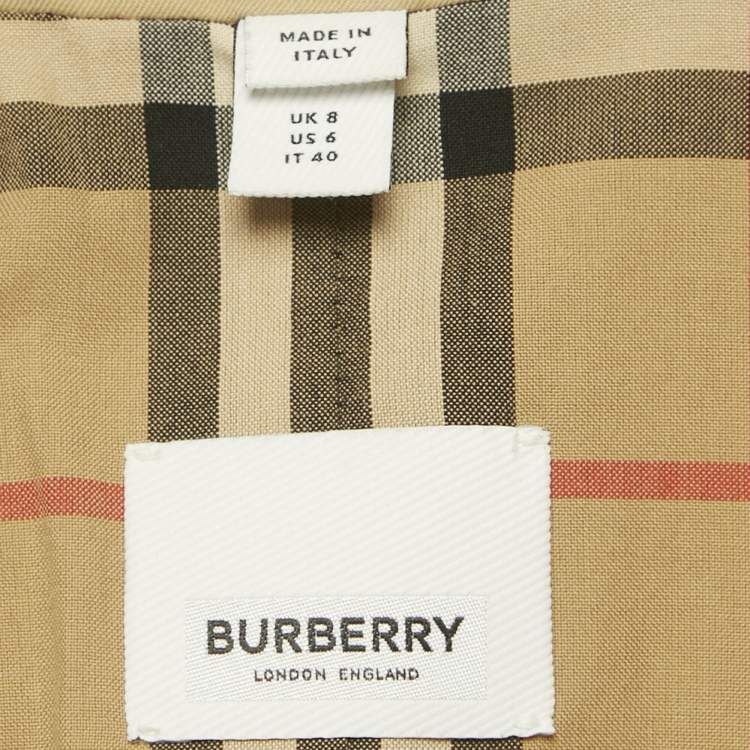 MADE IN
ITALY
UK 8
US 6
IT 40
BURBERRY
LONDON ENGLAND